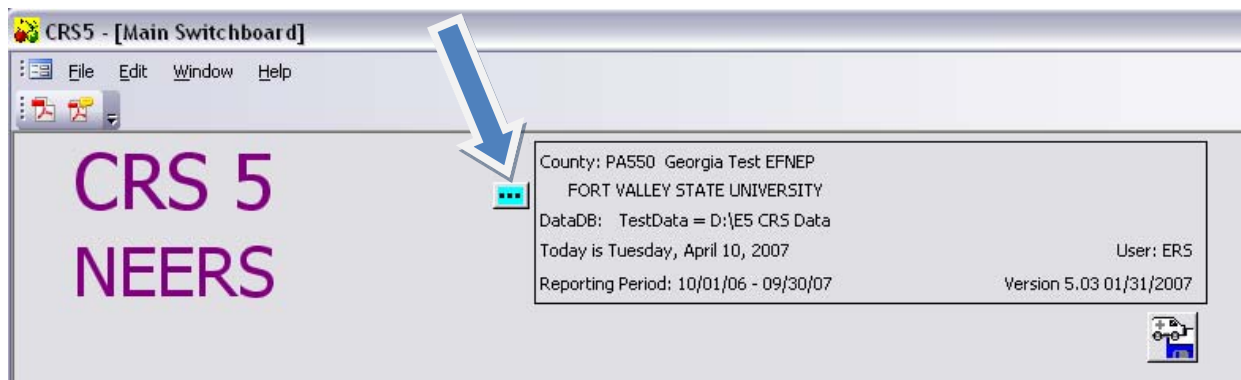 CRS5 - [Main Switchboard]
File Edit Window Help
CRS 5
NEERS
County: PA550 Georgia Test EFNEP
FORT VALLEY STATE UNIVERSITY
DataDB: TestData = D:\E5 CRS Data
Today is Tuesday, April 10, 2007 User: ERS
Reporting Period: 10/01/06 - 09/30/07 Version 5.03 01/31/2007